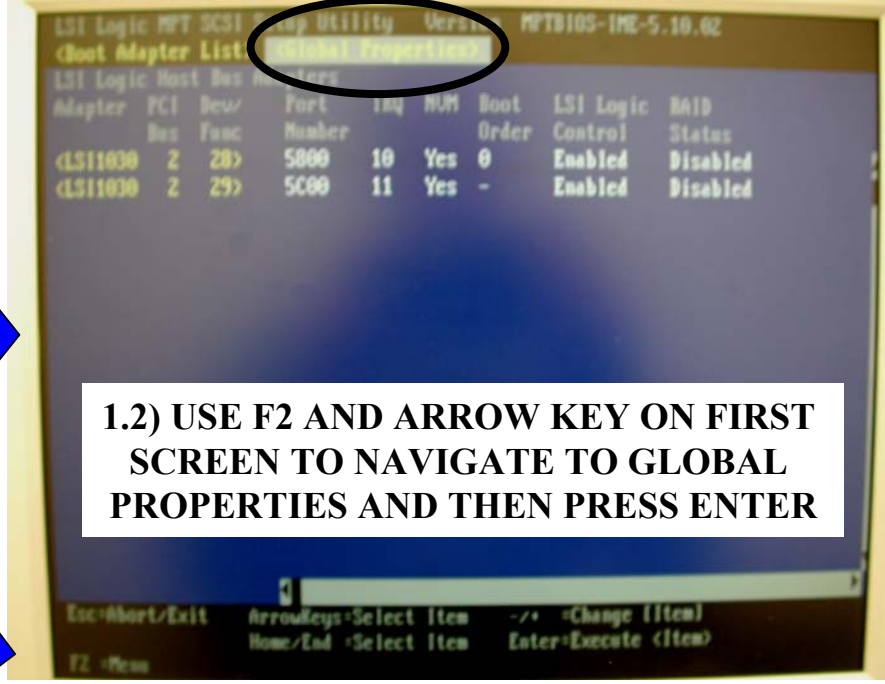 LSI Logic MPT SCSI Setup Utility Version MPTBIOS-IME-5.10.02
<Boot Adapter List> <Global Properties>
LSI Logic Host Bus Adapters
Adapter PCI Dev/ Port IRQ NVM Boot LSI Logic RAID
Bus Func Number Order Control Status
<LSI1030 2 28> 5800 10 Yes 0 Enabled Disabled
<LSI1030 2 29> 5C00 11 Yes - Enabled Disabled
1.2) USE F2 AND ARROW KEY ON FIRST
SCREEN TO NAVIGATE TO GLOBAL
PROPERTIES AND THEN PRESS ENTER
Esc=Abort/Exit ArrowKeys=Select Item -/+ =Change [Item]
Home/End =Select Item Enter=Execute <Item>
F2 =Menu